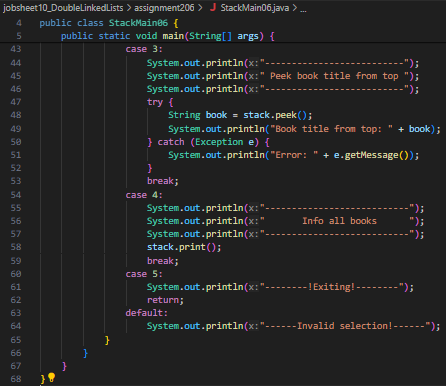 jobsheet10_DoubleLinkedLists > assignment206 > J StackMain06.java > ...
4 public class StackMain06 {
5 public static void main(String[] args) {
43 case 3:
44 System.out.println(x:"--------------------------");
45 System.out.println(x:" Peek book title from top ");
46 System.out.println(x:"--------------------------");
47 try {
48 String book = stack.peek();
49 System.out.println("Book title from top: " + book);
50 } catch (Exception e) {
51 System.out.println("Error: " + e.getMessage());
52 }
53 break;
54 case 4:
55 System.out.println(x:"---------------------------");
56 System.out.println(x:"       Info all books      ");
57 System.out.println(x:"---------------------------");
58 stack.print();
59 break;
60 case 5:
61 System.out.println(x:"--------!Exiting!--------");
62 return;
63 default:
64 System.out.println(x:"------Invalid selection!------");
65 }
66 }
67 }
68 }